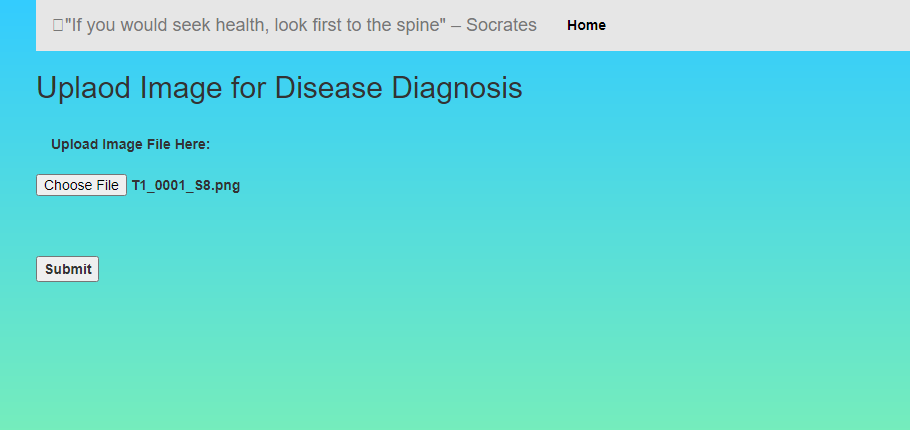 "If you would seek health, look first to the spine" – Socrates Home
Uplaod Image for Disease Diagnosis
Upload Image File Here:
Choose File T1_0001_S8.png
Submit